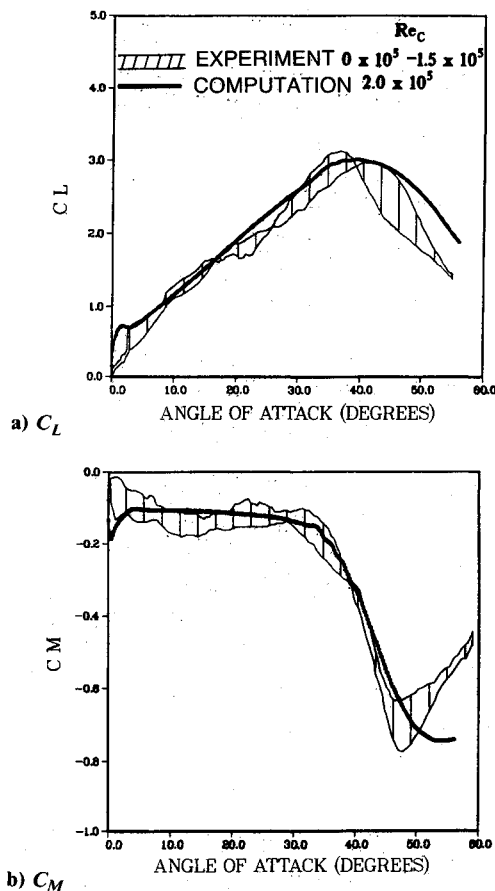 Re_C
EXPERIMENT 0 x 10^5 -1.5 x 10^5
COMPUTATION 2.0 x 10^5
5.0
4.0
3.0
2.0
1.0
0.0
C L
0.0 10.0 20.0 30.0 40.0 50.0 60.0
ANGLE OF ATTACK (DEGREES)
a) C_L
0.0
-0.2
-0.4
-0.6
-0.8
-1.0
C M
0.0 10.0 20.0 30.0 40.0 50.0 60.0
ANGLE OF ATTACK (DEGREES)
b) C_M